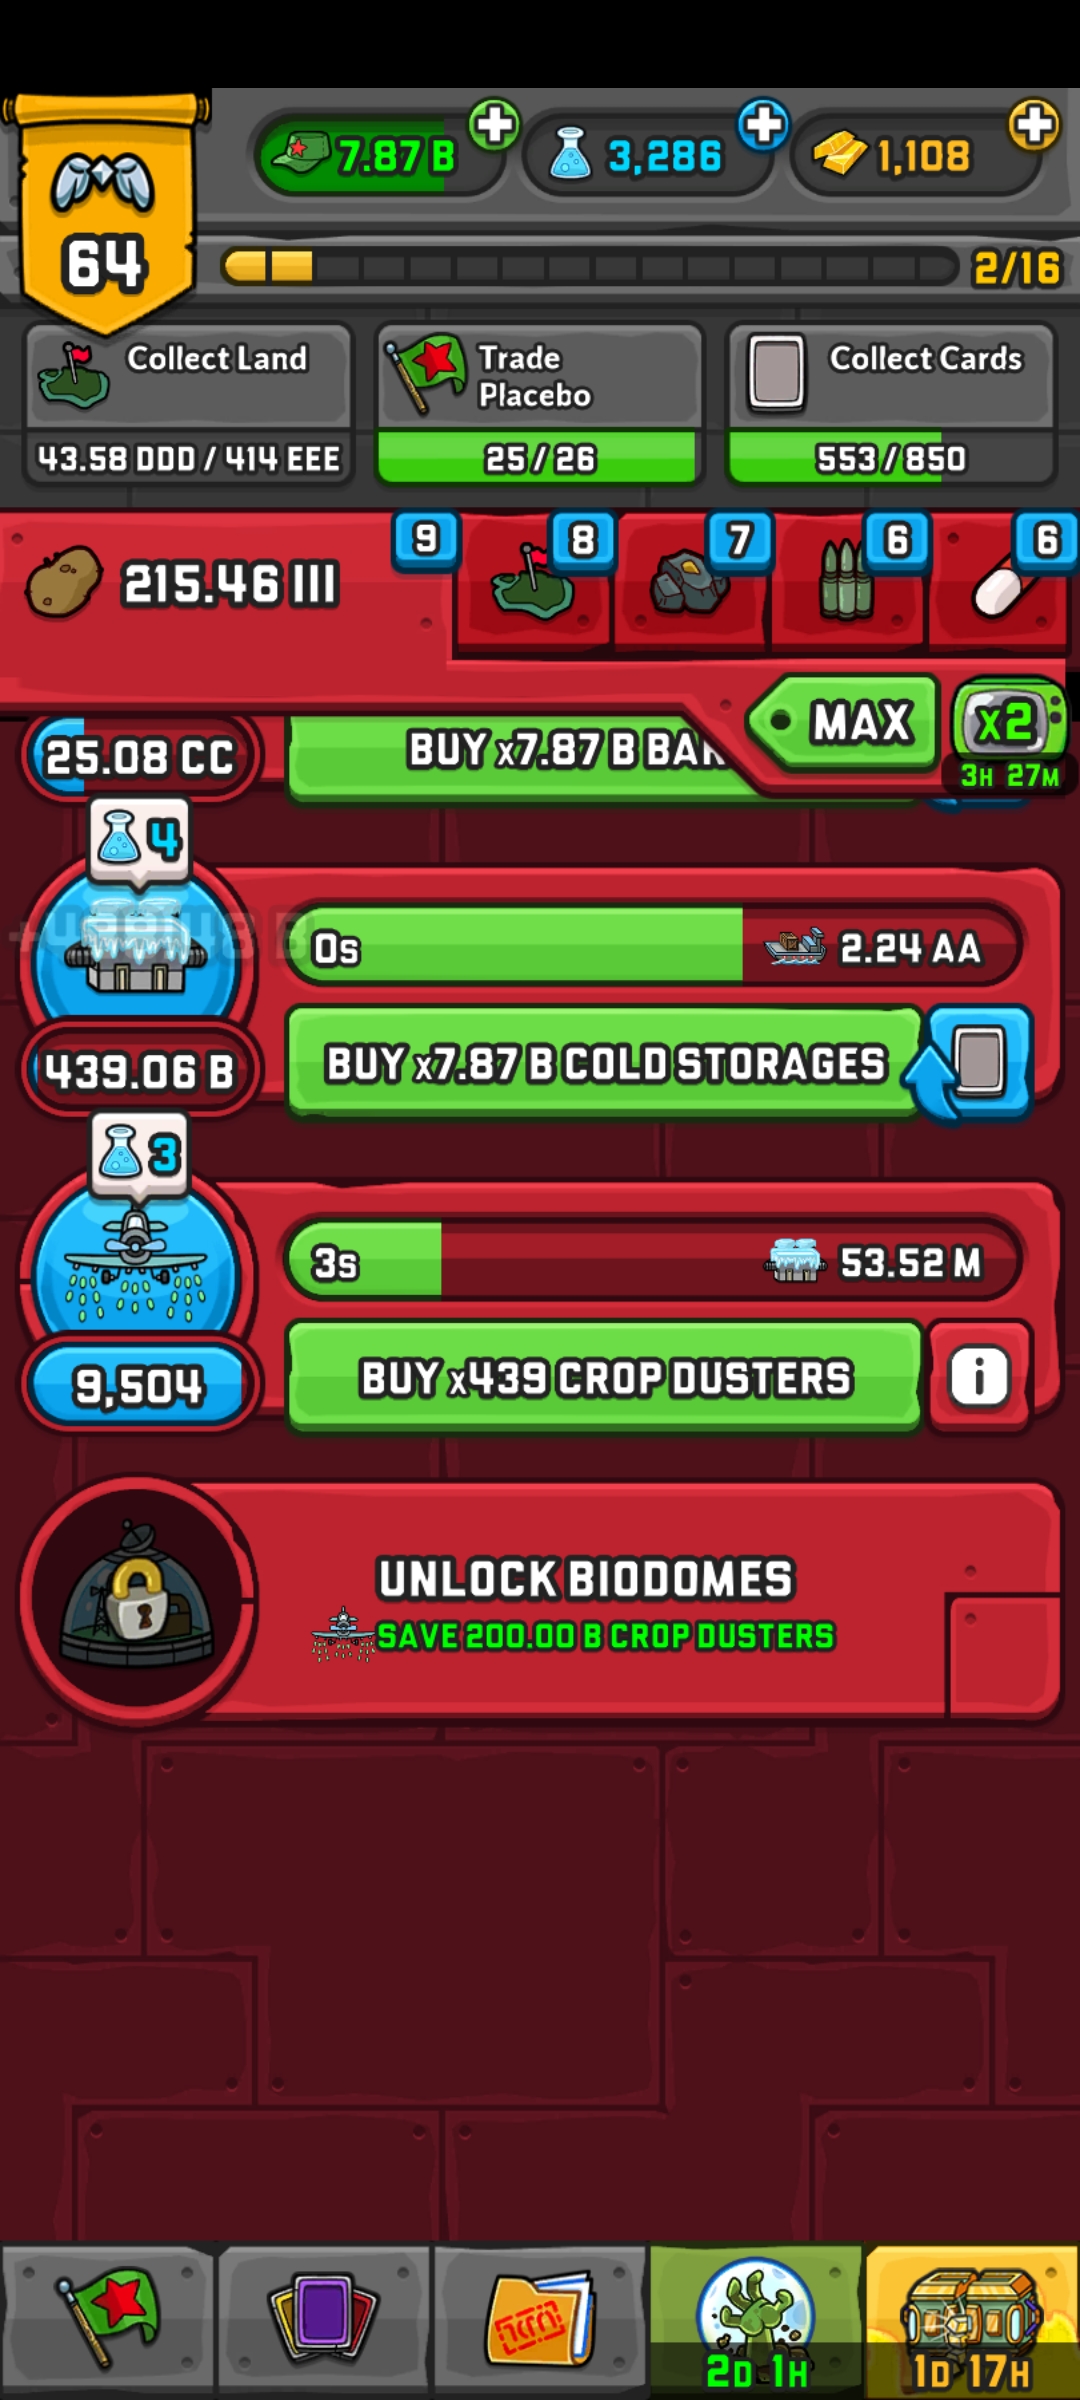 7.87 B
3,286
1,108
64
2/16
Collect Land
43.58 DDD / 414 EEE
Trade
Placebo
25 / 26
Collect Cards
553 / 850
215.46 III
9
8
7
6
6
MAX
x2
3H 27M
25.08 CC
BUY x7.87 B BAR
4
0s
2.24 AA
439.06 B
BUY x7.87 B COLD STORAGES
3
3s
53.52 M
9,504
BUY x439 CROP DUSTERS
i
UNLOCK BIODOMES
SAVE 200.00 B CROP DUSTERS
2D 1H
1D 17H